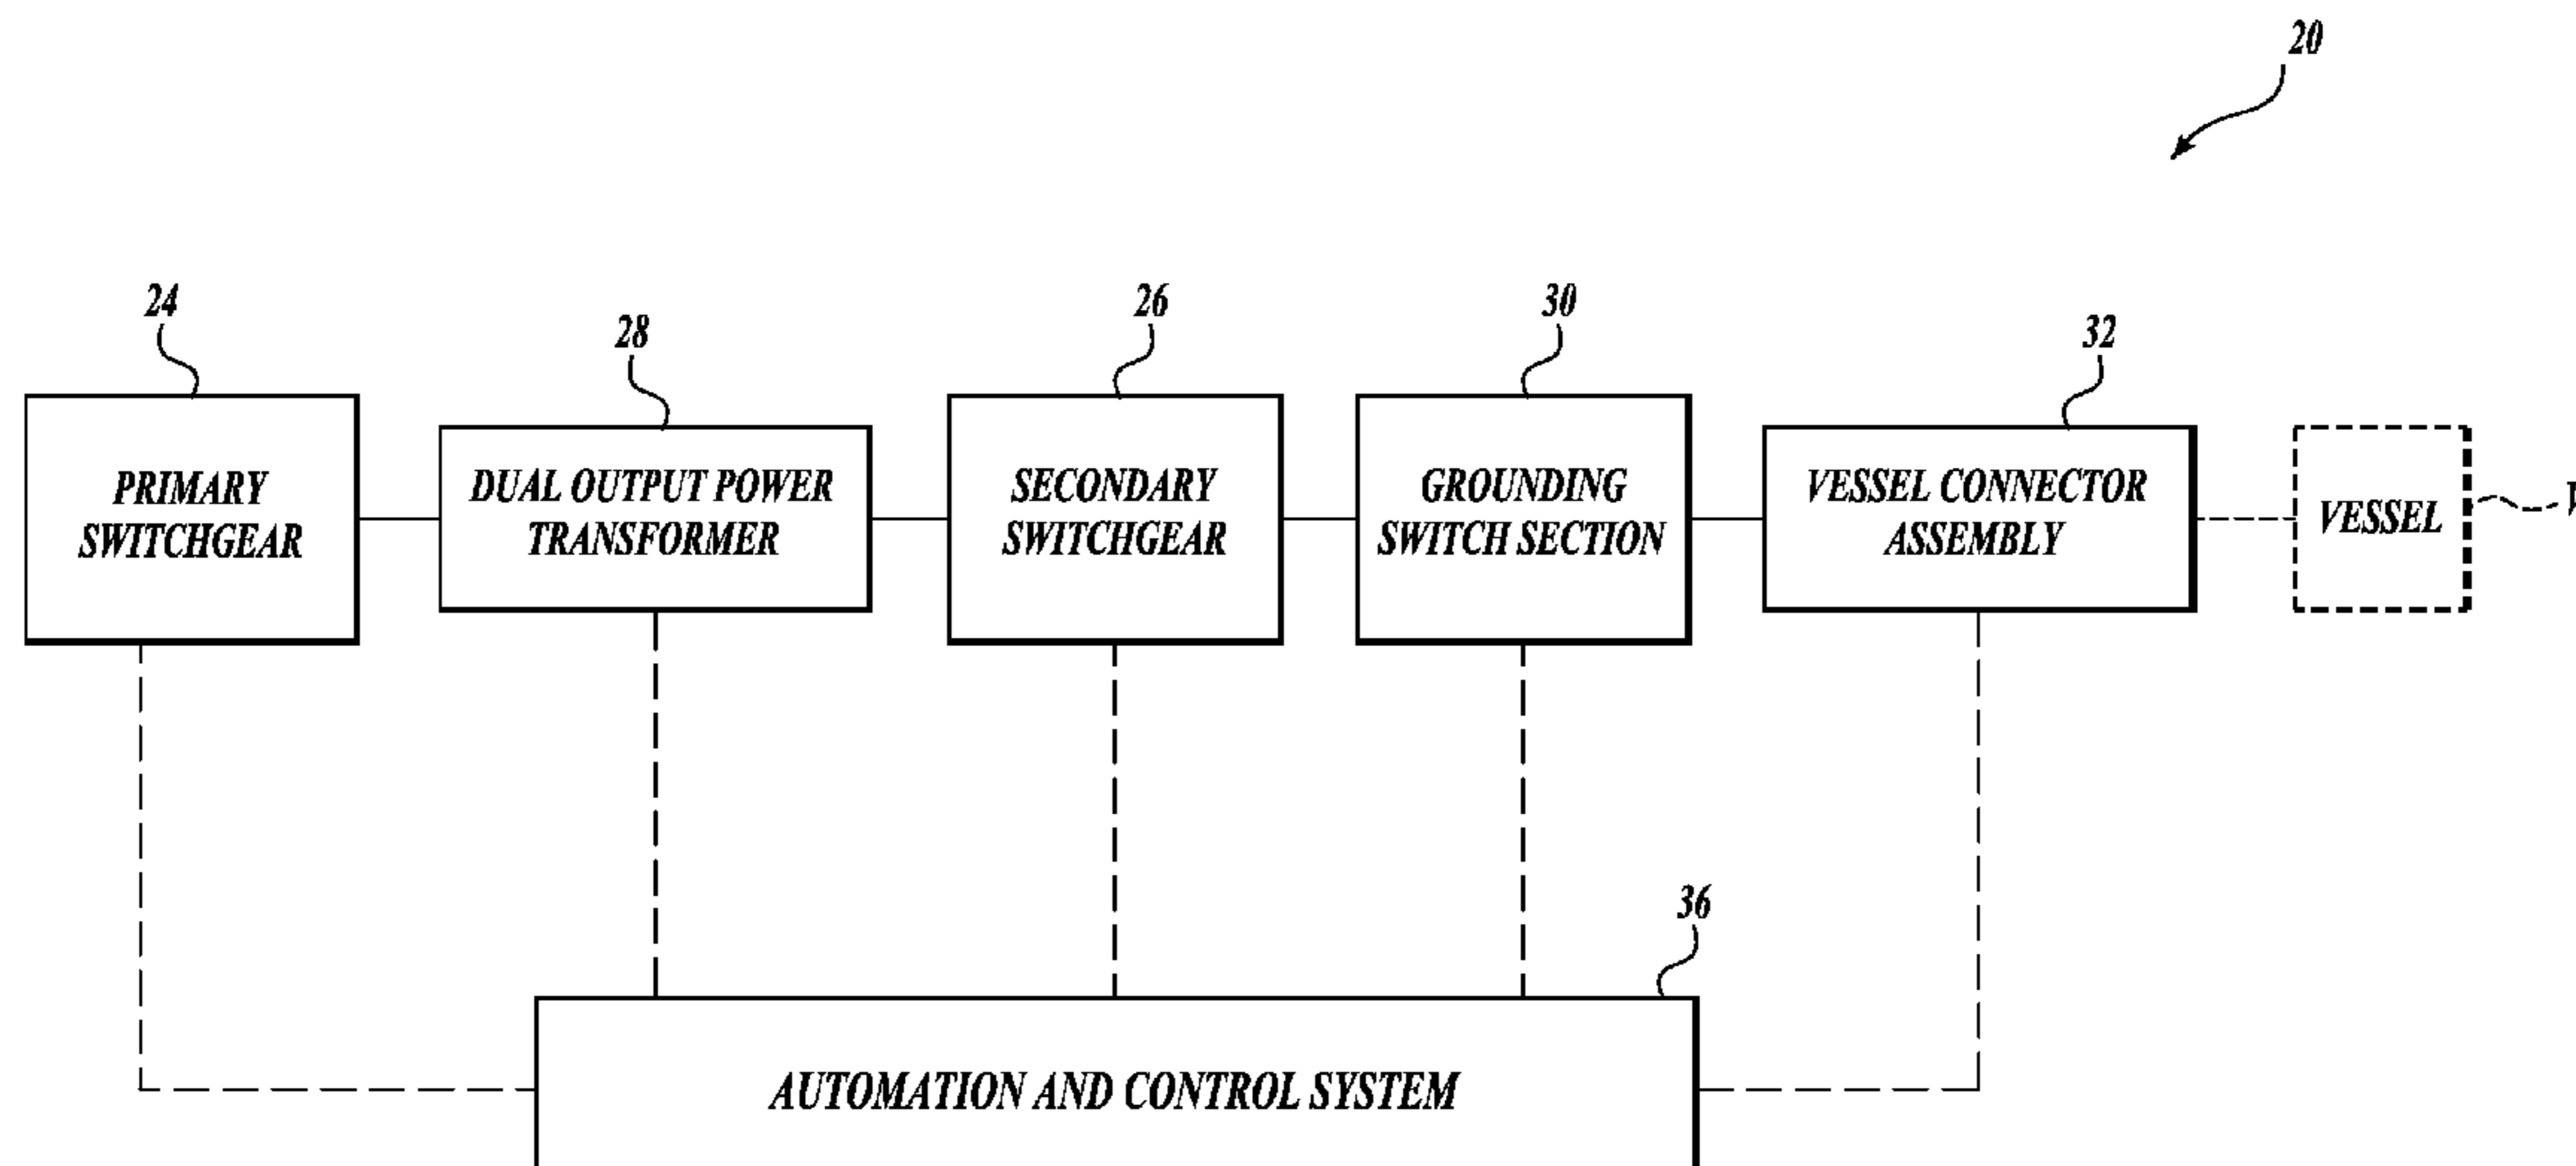 20
24
28
26
30
32
PRIMARY
SWITCHGEAR
DUAL OUTPUT POWER
TRANSFORMER
SECONDARY
SWITCHGEAR
GROUNDING
SWITCH SECTION
VESSEL CONNECTOR
ASSEMBLY
VESSEL
36
AUTOMATION AND CONTROL SYSTEM